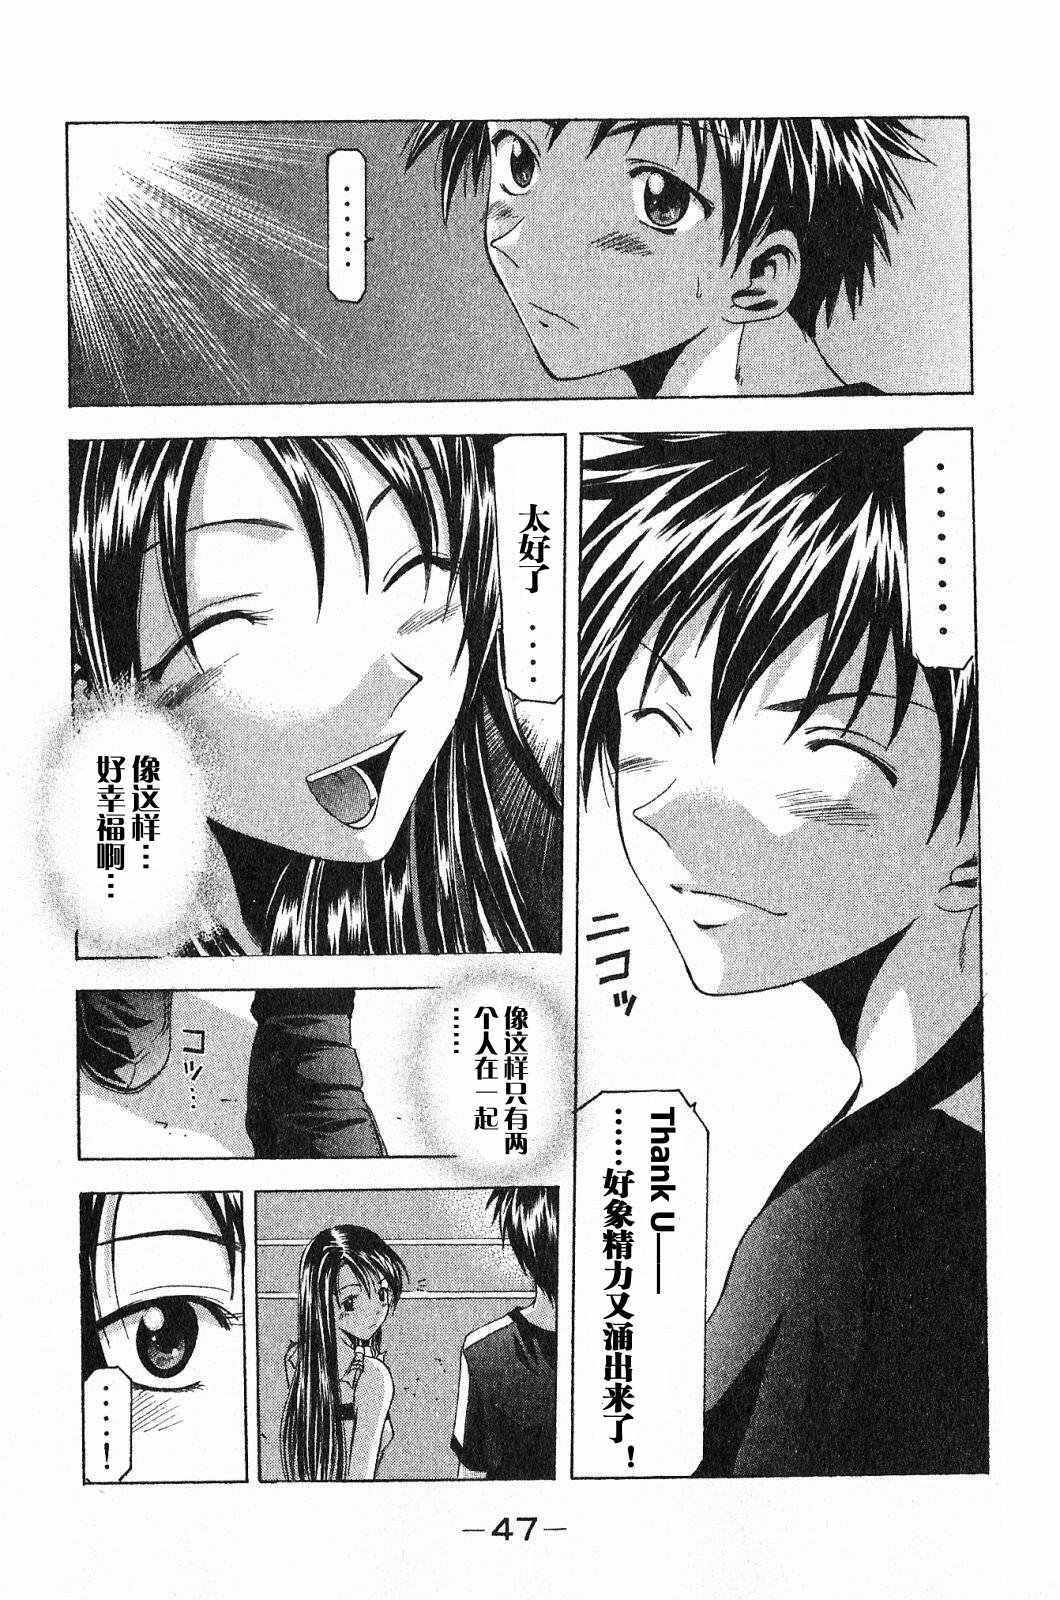 ……
……
ニコッ
Thank U——
……好象精力又涌出来了！
太好了……
像这样…
好幸福啊…
像这样只有两
个人在一起
……
コッ…
……！
—47—